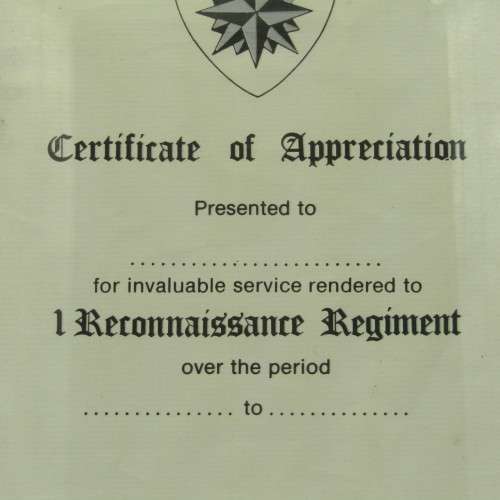 Certificate of Appreciation
Presented to
.........................
for invaluable service rendered to
1 Reconnaissance Regiment
over the period
............... to ..............